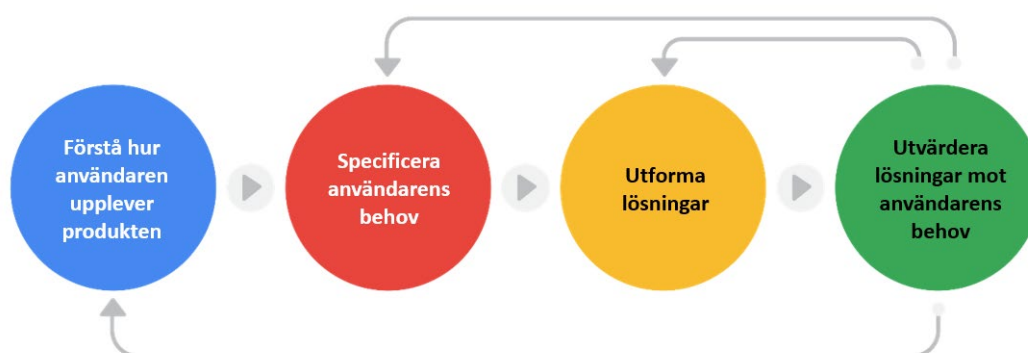 Förstå hur
användaren
upplever
produkten
Specificera
användarens
behov
Utforma
lösningar
Utvärdera
lösningar mot
användarens
behov